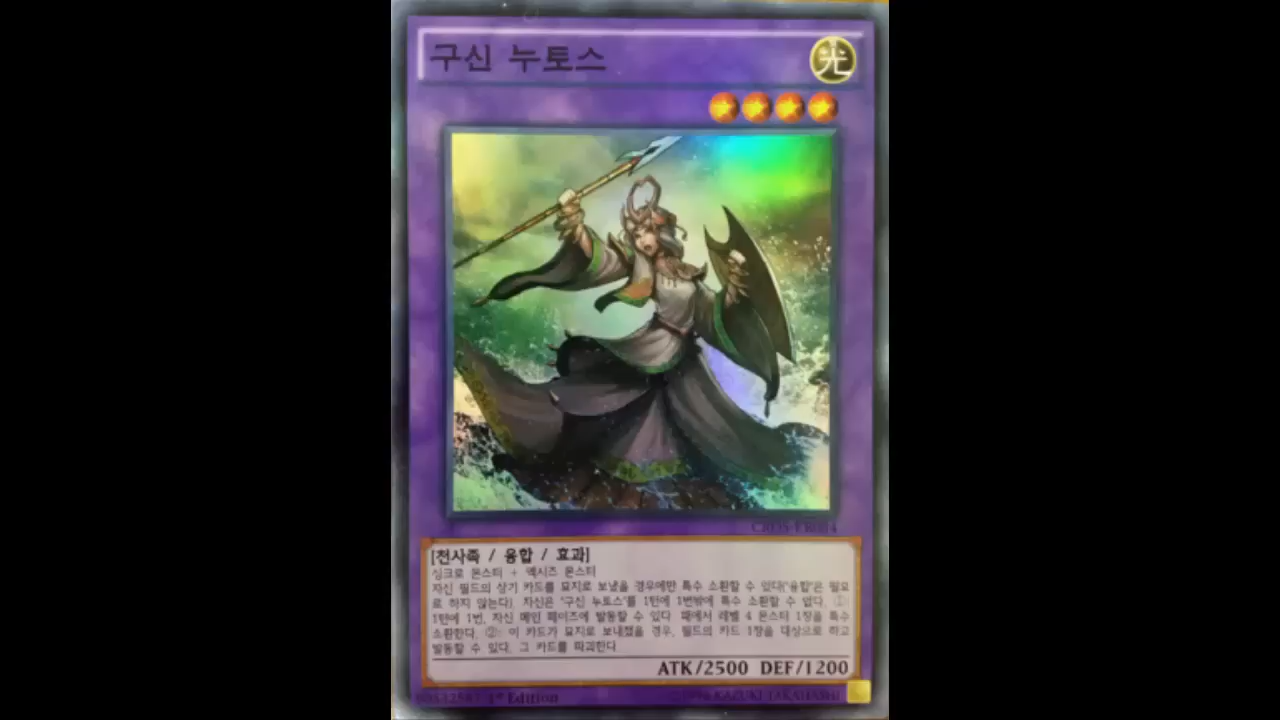 구신 누토스
光
[천사족 / 융합 / 효과]
싱크로 몬스터 + 엑시즈 몬스터
자신 필드의 상기 카드를 묘지로 보냈을 경우에만 특수 소환할 수 있다("융합"은 필요
로 하지 않는다). 자신은 "구신 누토스"를 1턴에 1번밖에 특수 소환할 수 없다. ①:
1턴에 1번, 자신 메인 페이즈에 발동할 수 있다. 패에서 레벨 4 몬스터 1장을 특수
소환한다. ②: 이 카드가 묘지로 보내졌을 경우, 필드의 카드 1장을 대상으로 하고
발동할 수 있다. 그 카드를 파괴한다.
ATK/2500 DEF/1200
1st Edition
©1996 KAZUKI TAKAHASHI